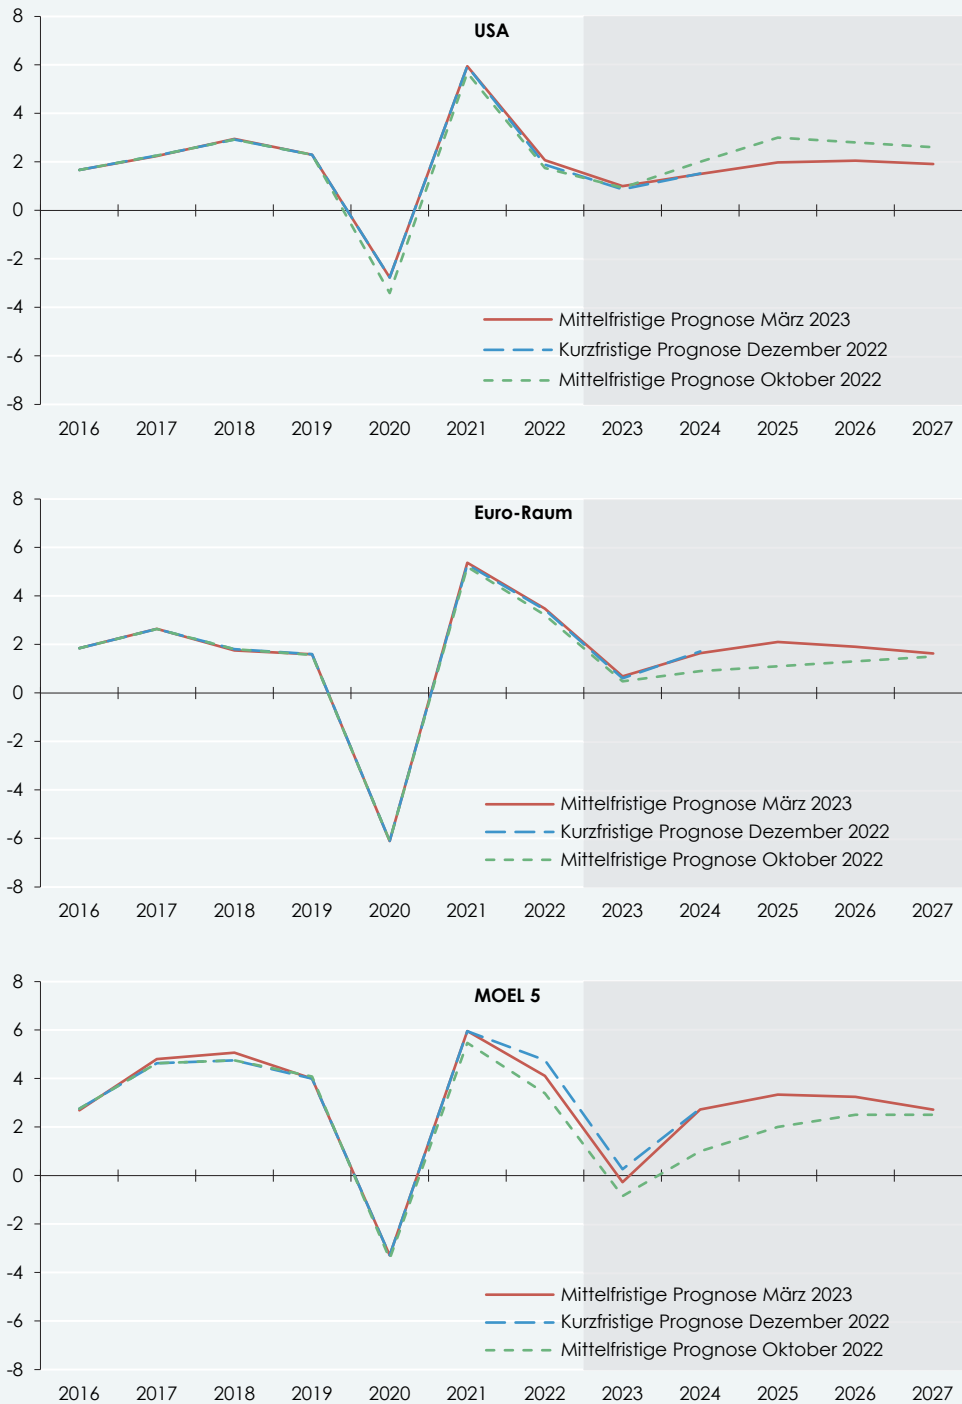 USA
8
6
4
2
0
-2
-4
-6
-8
Mittelfristige Prognose März 2023
Kurzfristige Prognose Dezember 2022
Mittelfristige Prognose Oktober 2022
2016 2017 2018 2019 2020 2021 2022 2023 2024 2025 2026 2027
Euro-Raum
8
6
4
2
0
-2
-4
-6
-8
Mittelfristige Prognose März 2023
Kurzfristige Prognose Dezember 2022
Mittelfristige Prognose Oktober 2022
2016 2017 2018 2019 2020 2021 2022 2023 2024 2025 2026 2027
MOEL 5
8
6
4
2
0
-2
-4
-6
-8
Mittelfristige Prognose März 2023
Kurzfristige Prognose Dezember 2022
Mittelfristige Prognose Oktober 2022
2016 2017 2018 2019 2020 2021 2022 2023 2024 2025 2026 2027